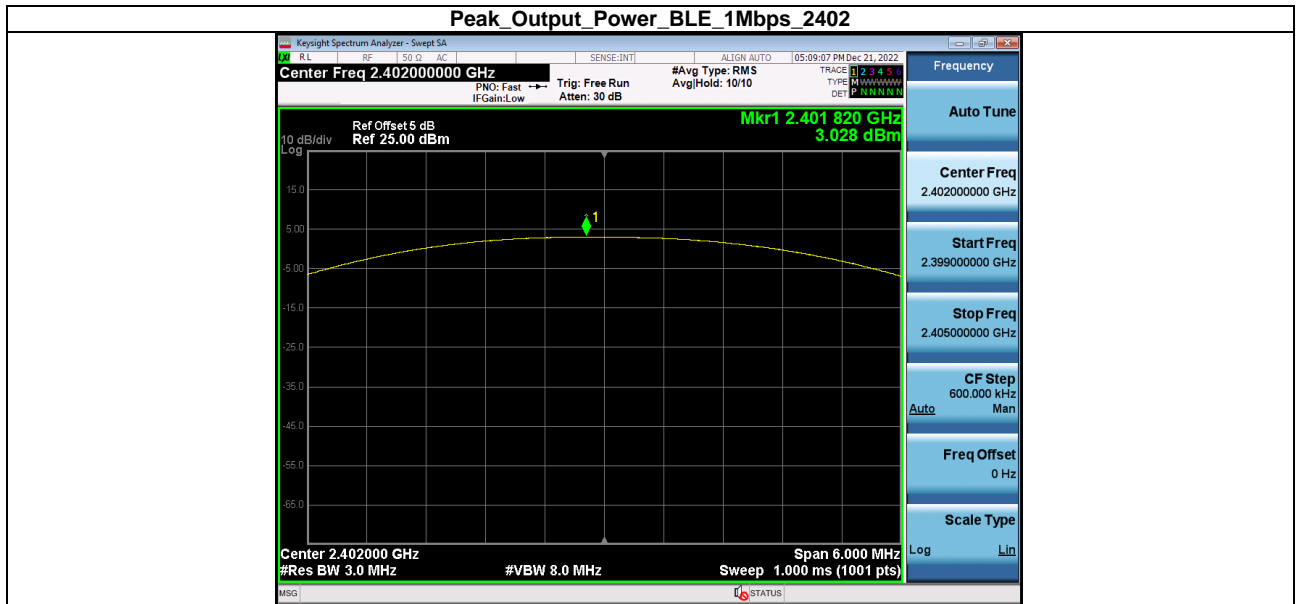 Peak_Output_Power_BLE_1Mbps_2402
Keysight Spectrum Analyzer - Swept SA
LXI RL RF 50 Ω AC SENSE:INT ALIGN AUTO 05:09:07 PM Dec 21, 2022
Center Freq 2.402000000 GHz
PNO: Fast
IFGain:Low
Trig: Free Run
Atten: 30 dB
#Avg Type: RMS
Avg|Hold: 10/10
TRACE 1 2 3 4 5 6
TYPE M WWWWW
DET P N N N N N
Frequency
Mkr1 2.401 820 GHz
3.028 dBm
Ref Offset 5 dB
10 dB/div Ref 25.00 dBm
Log
15.0
5.00
-5.00
-15.0
-25.0
-35.0
-45.0
-55.0
-65.0
1
Center 2.402000 GHz Span 6.000 MHz
#Res BW 3.0 MHz #VBW 8.0 MHz Sweep 1.000 ms (1001 pts)
Auto Tune
Center Freq
2.402000000 GHz
Start Freq
2.399000000 GHz
Stop Freq
2.405000000 GHz
CF Step
600.000 kHz
Auto Man
Freq Offset
0 Hz
Scale Type
Log Lin
MSG STATUS